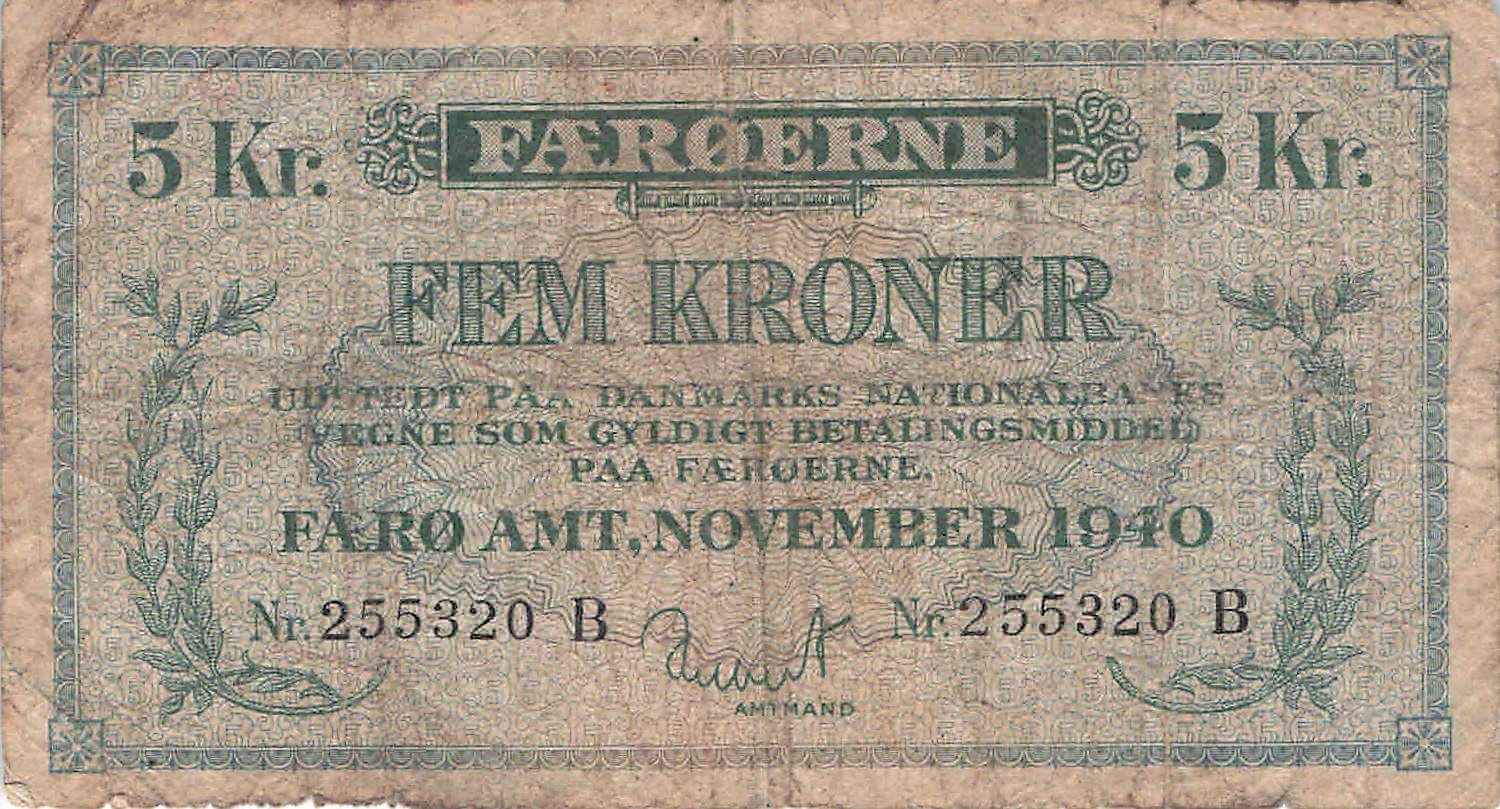 5 Kr. FÆRØERNE 5 Kr.
FEM KRONER
UDSTEDT PAA DANMARKS NATIONALBANKS
VEGNE SOM GYLDIGT BETALINGSMIDDEL
PAA FÆRØERNE.
FÆRØ AMT, NOVEMBER 1940
Nr. 255320 B Nr. 255320 B
AMTMAND